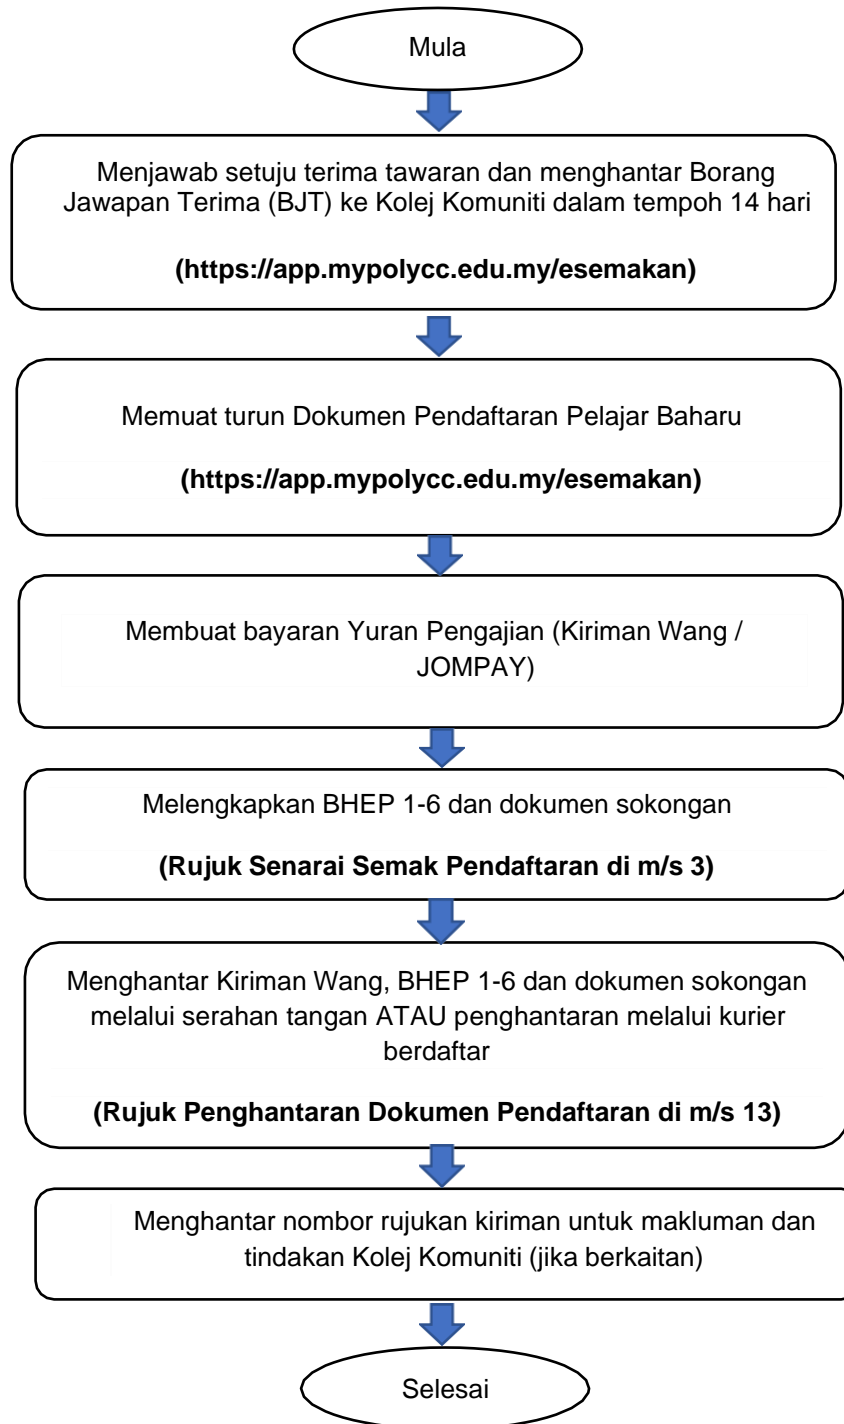 Mula
Menjawab setuju terima tawaran dan menghantar Borang
Jawapan Terima (BJT) ke Kolej Komuniti dalam tempoh 14 hari
(https://app.mypolycc.edu.my/esemakan)
Memuat turun Dokumen Pendaftaran Pelajar Baharu
(https://app.mypolycc.edu.my/esemakan)
Membuat bayaran Yuran Pengajian (Kiriman Wang /
JOMPAY)
Melengkapkan BHEP 1-6 dan dokumen sokongan
(Rujuk Senarai Semak Pendaftaran di m/s 3)
Menghantar Kiriman Wang, BHEP 1-6 dan dokumen sokongan
melalui serahan tangan ATAU penghantaran melalui kurier
berdaftar
(Rujuk Penghantaran Dokumen Pendaftaran di m/s 13)
Menghantar nombor rujukan kiriman untuk makluman dan
tindakan Kolej Komuniti (jika berkaitan)
Selesai